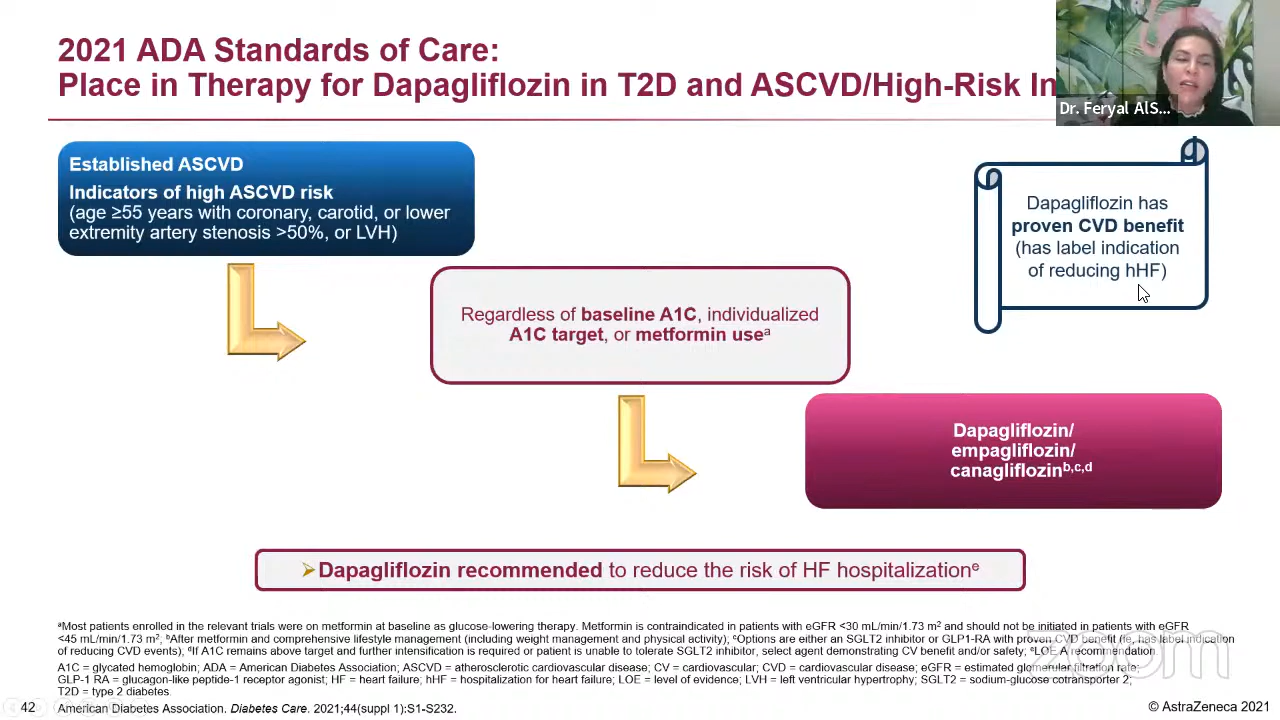 2021 ADA Standards of Care:
Place in Therapy for Dapagliflozin in T2D and ASCVD/High-Risk In
Dr. Feryal AlS...
Established ASCVD
Indicators of high ASCVD risk
(age ≥55 years with coronary, carotid, or lower
extremity artery stenosis >50%, or LVH)
Dapagliflozin has
proven CVD benefit
(has label indication
of reducing hHF)
Regardless of baseline A1C, individualized
A1C target, or metformin useᵃ
Dapagliflozin/
empagliflozin/
canagliflozinᵇ,ᶜ,ᵈ
➢Dapagliflozin recommended to reduce the risk of HF hospitalizationᵉ
ᵃMost patients enrolled in the relevant trials were on metformin at baseline as glucose-lowering therapy. Metformin is contraindicated in patients with eGFR <30 mL/min/1.73 m² and should not be initiated in patients with eGFR
<45 mL/min/1.73 m²; ᵇAfter metformin and comprehensive lifestyle management (including weight management and physical activity); ᶜOptions are either an SGLT2 inhibitor or GLP1-RA with proven CVD benefit (ie, has label indication
of reducing CVD events); ᵈIf A1C remains above target and further intensification is required or patient is unable to tolerate SGLT2 inhibitor, select agent demonstrating CV benefit and/or safety; ᵉLOE A recommendation.
A1C = glycated hemoglobin; ADA = American Diabetes Association; ASCVD = atherosclerotic cardiovascular disease; CV = cardiovascular; CVD = cardiovascular disease; eGFR = estimated glomerular filtration rate;
GLP-1 RA = glucagon-like peptide-1 receptor agonist; HF = heart failure; hHF = hospitalization for heart failure; LOE = level of evidence; LVH = left ventricular hypertrophy; SGLT2 = sodium-glucose cotransporter 2;
T2D = type 2 diabetes.
zoom
42
American Diabetes Association. Diabetes Care. 2021;44(suppl 1):S1-S232.
© AstraZeneca 2021